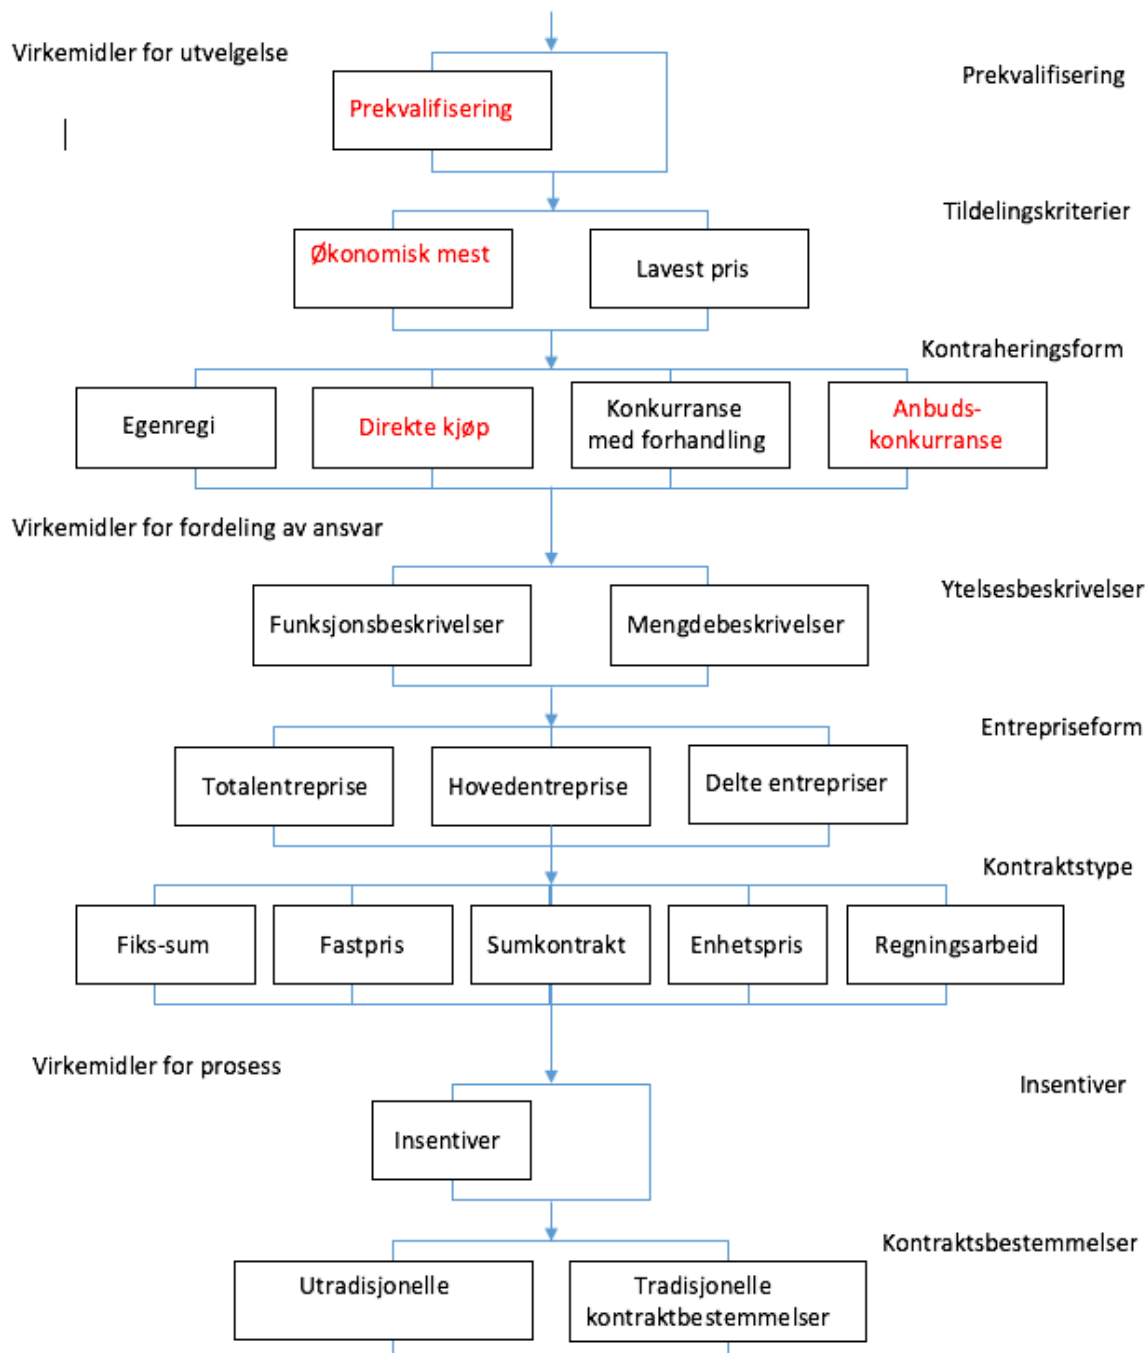 Virkemidler for utvelgelse
Prekvalifisering
Prekvalifisering
Tildelingskriterier
Økonomisk mest
Lavest pris
Kontraheringsform
Egenregi
Direkte kjøp
Konkurranse
med forhandling
Anbuds-
konkurranse
Virkemidler for fordeling av ansvar
Ytelsesbeskrivelser
Funksjonsbeskrivelser
Mengdebeskrivelser
Entrepriseform
Totalentreprise
Hovedentreprise
Delte entrepriser
Kontraktstype
Fiks-sum
Fastpris
Sumkontrakt
Enhetspris
Regningsarbeid
Virkemidler for prosess
Insentiver
Insentiver
Kontraktsbestemmelser
Utradisjonelle
Tradisjonelle
kontraktbestemmelser